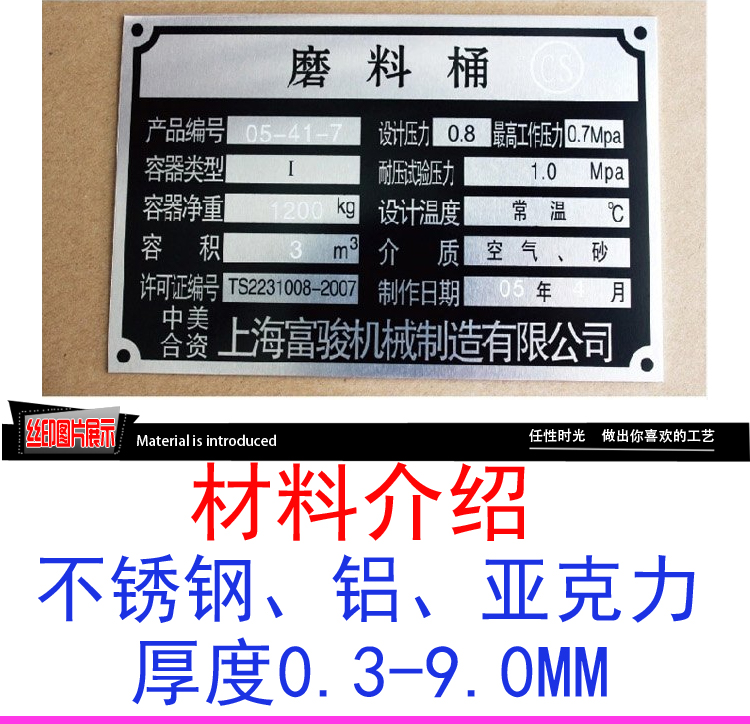 磨料桶 CS
产品编号 05-41-7 设计压力 0.8 最高工作压力 0.7Mpa
容器类型 I 耐压试验压力 1.0 Mpa
容器净重 1200 kg 设计温度 常温 ℃
容积 3 m³ 介质 空气、砂
许可证编号 TS2231008-2007 制作日期 05 年 4 月
中美合资 上海富骏机械制造有限公司
丝印图片展示 Material is introduced 任性时光 做出你喜欢的工艺
材料介绍
不锈钢、铝、亚克力
厚度0.3-9.0MM